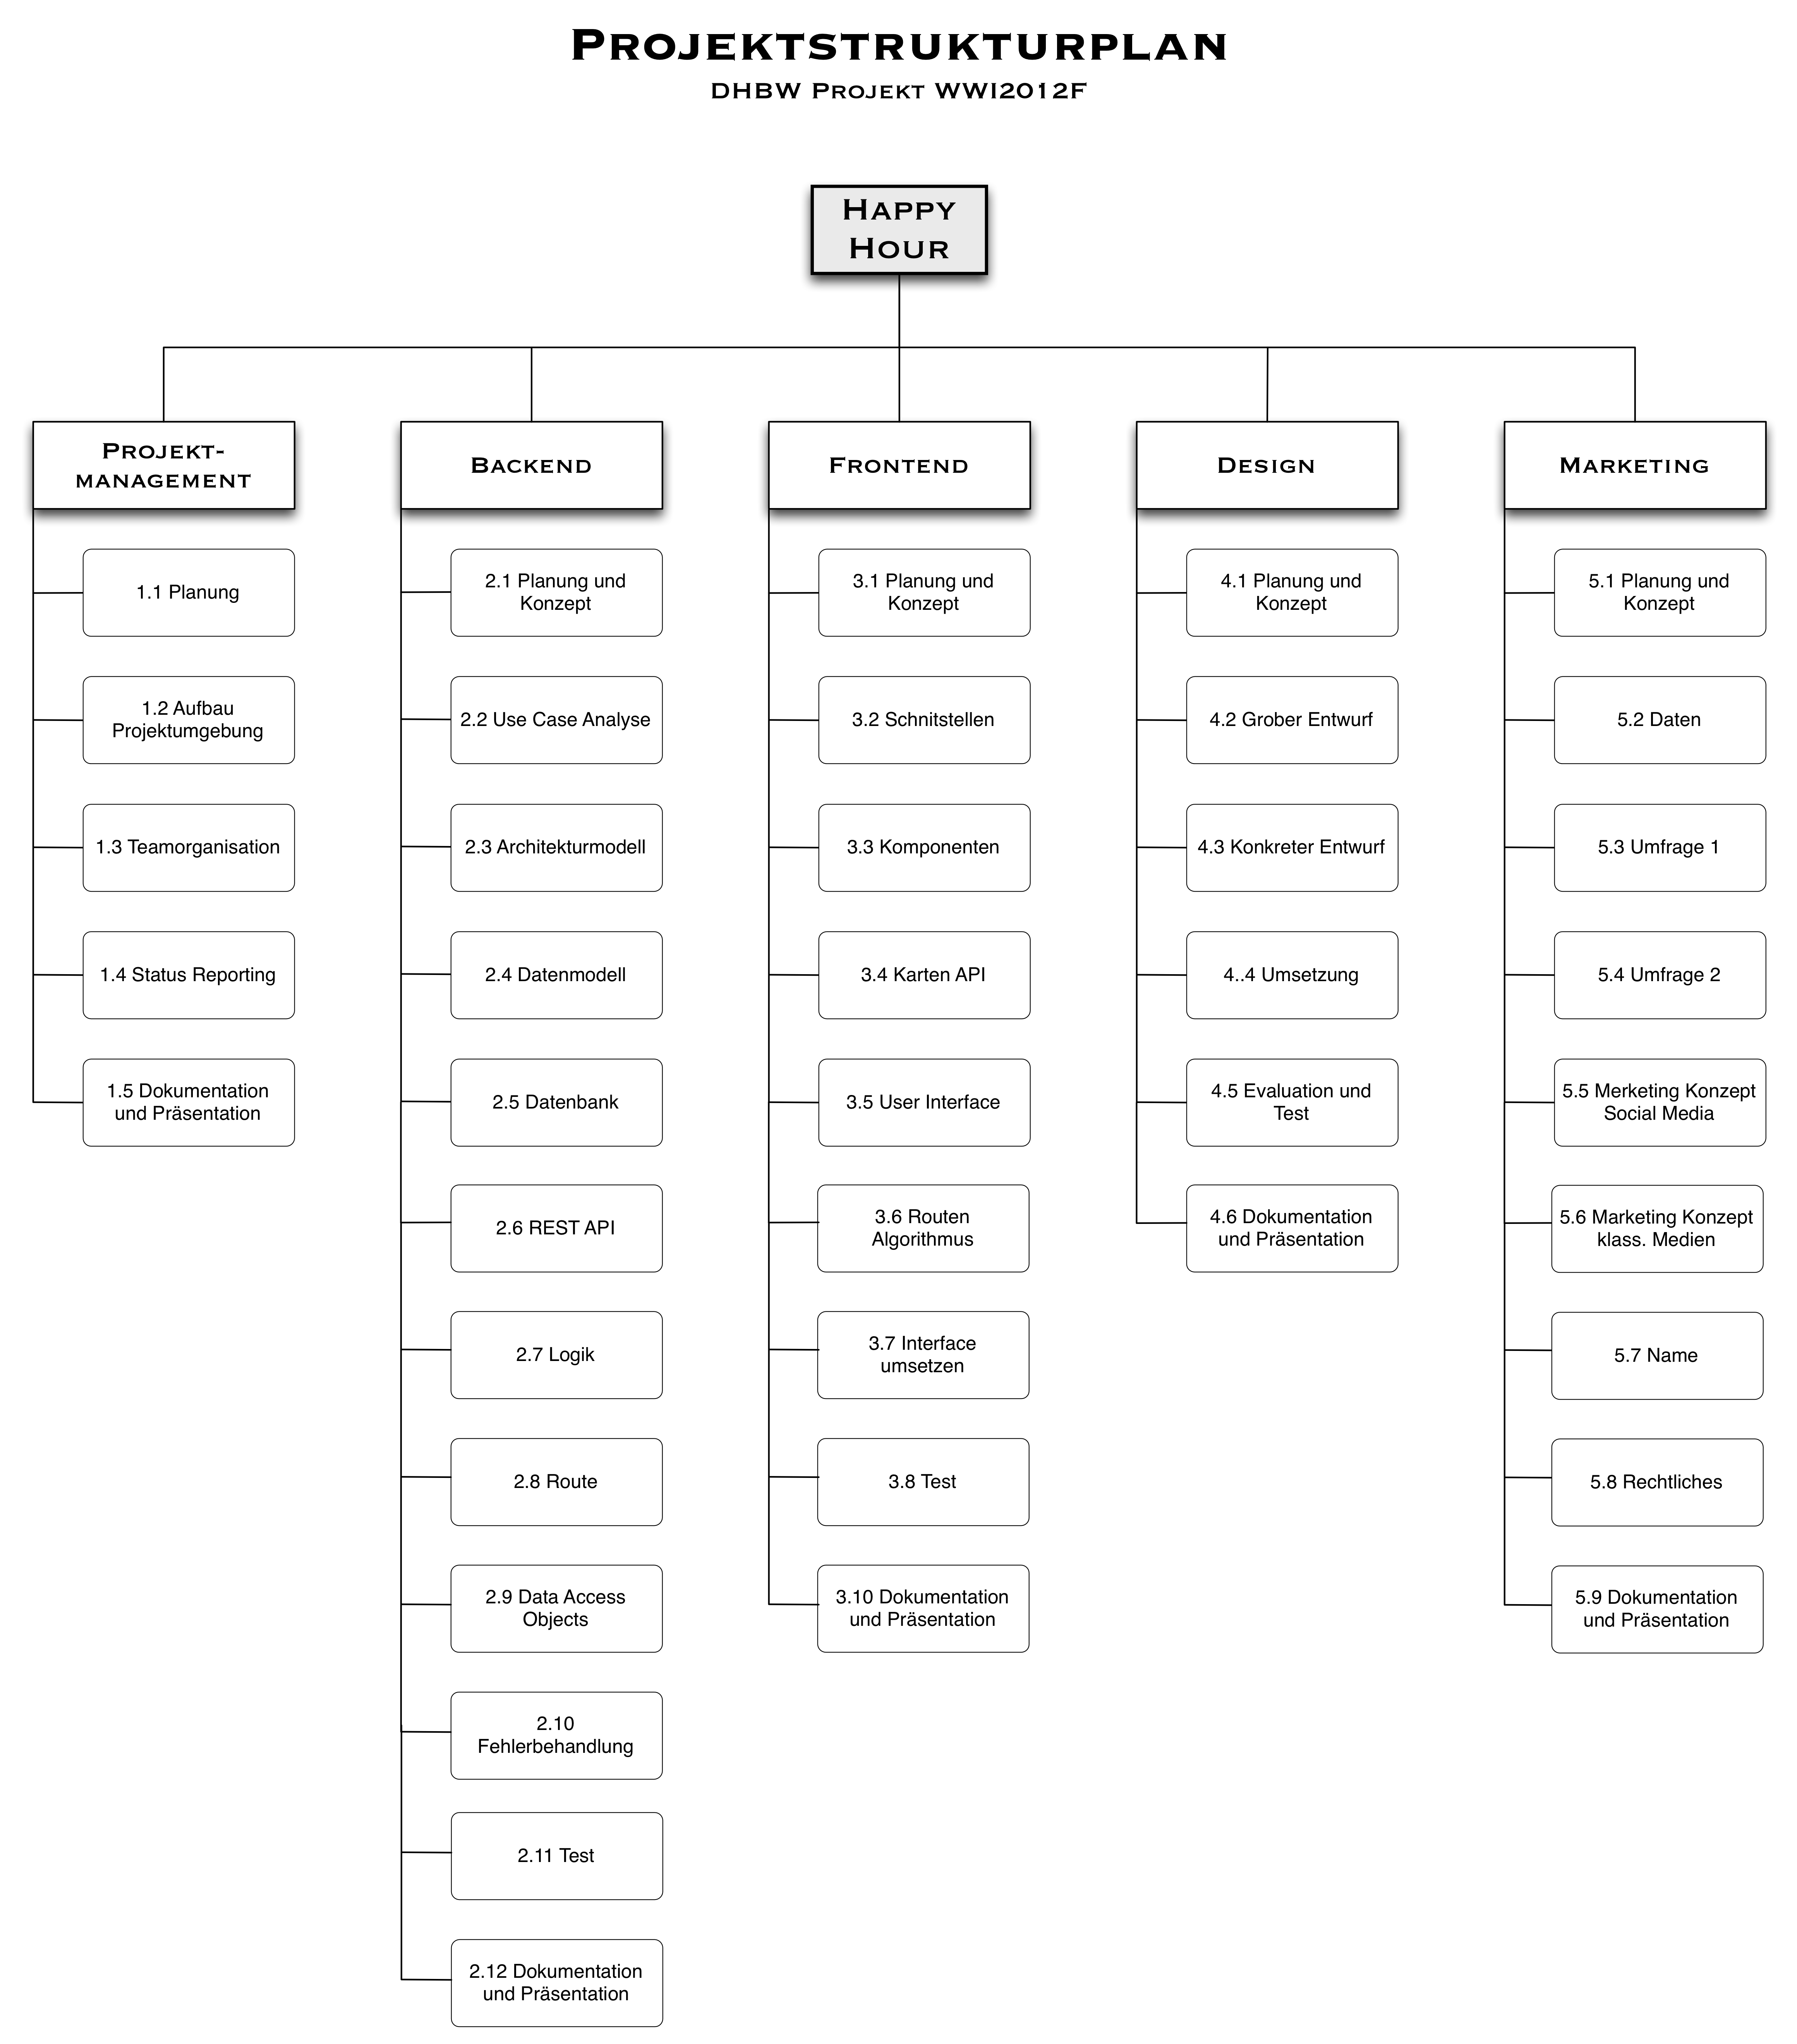 Projektstrukturplan
DHBW Projekt WWI2012F
Happy
Hour
Projekt-
management
1.1 Planung
1.2 Aufbau
Projektumgebung
1.3 Teamorganisation
1.4 Status Reporting
1.5 Dokumentation
und Präsentation
Backend
2.1 Planung und
Konzept
2.2 Use Case Analyse
2.3 Architekturmodell
2.4 Datenmodell
2.5 Datenbank
2.6 REST API
2.7 Logik
2.8 Route
2.9 Data Access
Objects
2.10
Fehlerbehandlung
2.11 Test
2.12 Dokumentation
und Präsentation
Frontend
3.1 Planung und
Konzept
3.2 Schnitstellen
3.3 Komponenten
3.4 Karten API
3.5 User Interface
3.6 Routen
Algorithmus
3.7 Interface
umsetzen
3.8 Test
3.10 Dokumentation
und Präsentation
Design
4.1 Planung und
Konzept
4.2 Grober Entwurf
4.3 Konkreter Entwurf
4..4 Umsetzung
4.5 Evaluation und
Test
4.6 Dokumentation
und Präsentation
Marketing
5.1 Planung und
Konzept
5.2 Daten
5.3 Umfrage 1
5.4 Umfrage 2
5.5 Merketing Konzept
Social Media
5.6 Marketing Konzept
klass. Medien
5.7 Name
5.8 Rechtliches
5.9 Dokumentation
und Präsentation